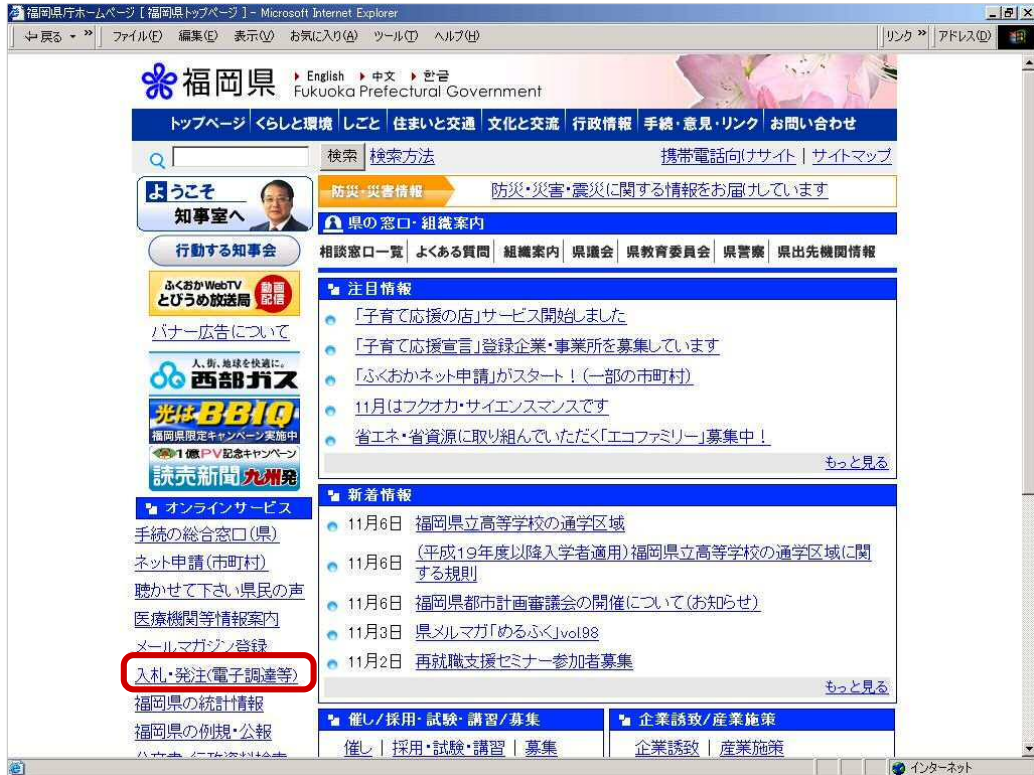 福岡県庁ホームページ [ 福岡県トップページ ] - Microsoft Internet Explorer
戻る
ファイル(F) 編集(E) 表示(V) お気に入り(A) ツール(T) ヘルプ(H)
リンク » アドレス(D)
福岡県
English 中文 한글
Fukuoka Prefectural Government
トップページ くらしと環境 しごと 住まいと交通 文化と交流 行政情報 手続・意見・リンク お問い合わせ
検索 検索方法
携帯電話向けサイト | サイトマップ
ようこそ
知事室へ
行動する知事会
ふくおかWebTV
とびうめ放送局
動画配信
バナー広告について
人、街、地球を快適に。
西部ガス
光はBBIQ
福岡県限定キャンペーン実施中
1億PV記念キャンペーン
読売新聞九州発
オンラインサービス
手続の総合窓口(県)
ネット申請(市町村)
聴かせて下さい県民の声
医療機関等情報案内
メールマガジン登録
入札・発注(電子調達等)
福岡県の統計情報
福岡県の例規・公報
防災・災害情報
防災・災害・震災に関する情報をお届けしています
県の窓口・組織案内
相談窓口一覧 よくある質問 組織案内 県議会 県教育委員会 県警察 県出先機関情報
注目情報
「子育て応援の店」サービス開始しました
「子育て応援宣言」登録企業・事業所を募集しています
「ふくおかネット申請」がスタート!(一部の市町村)
11月はフクオカ・サイエンスマンスです
省エネ・省資源に取り組んでいただく「エコファミリー」募集中!
もっと見る
新着情報
11月6日 福岡県立高等学校の通学区域
11月6日 (平成19年度以降入学者適用)福岡県立高等学校の通学区域に関
する規則
11月6日 福岡県都市計画審議会の開催について(お知らせ)
11月3日 県メルマガ「めるふく」vol.98
11月2日 再就職支援セミナー参加者募集
もっと見る
催し/採用・試験・講習/募集
催し | 採用・試験・講習 | 募集
企業誘致/産業施策
企業誘致 | 産業施策
インターネット